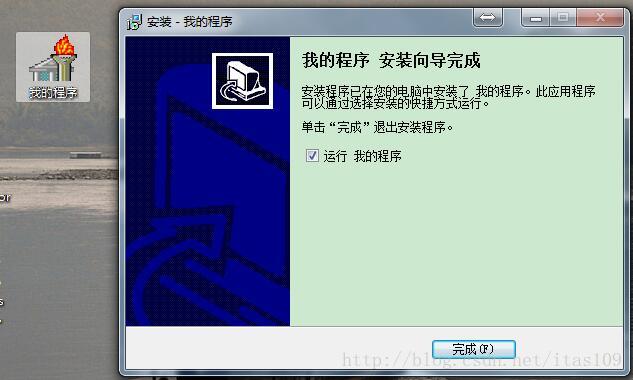 安装 - 我的程序
我的程序
我的程序 安装向导完成
安装程序已在您的电脑中安装了 我的程序。此应用程序
可以通过选择安装的快捷方式运行。
单击“完成”退出安装程序。
运行 我的程序
or
s
完成(F)
http://blog.csdn.net/itas109